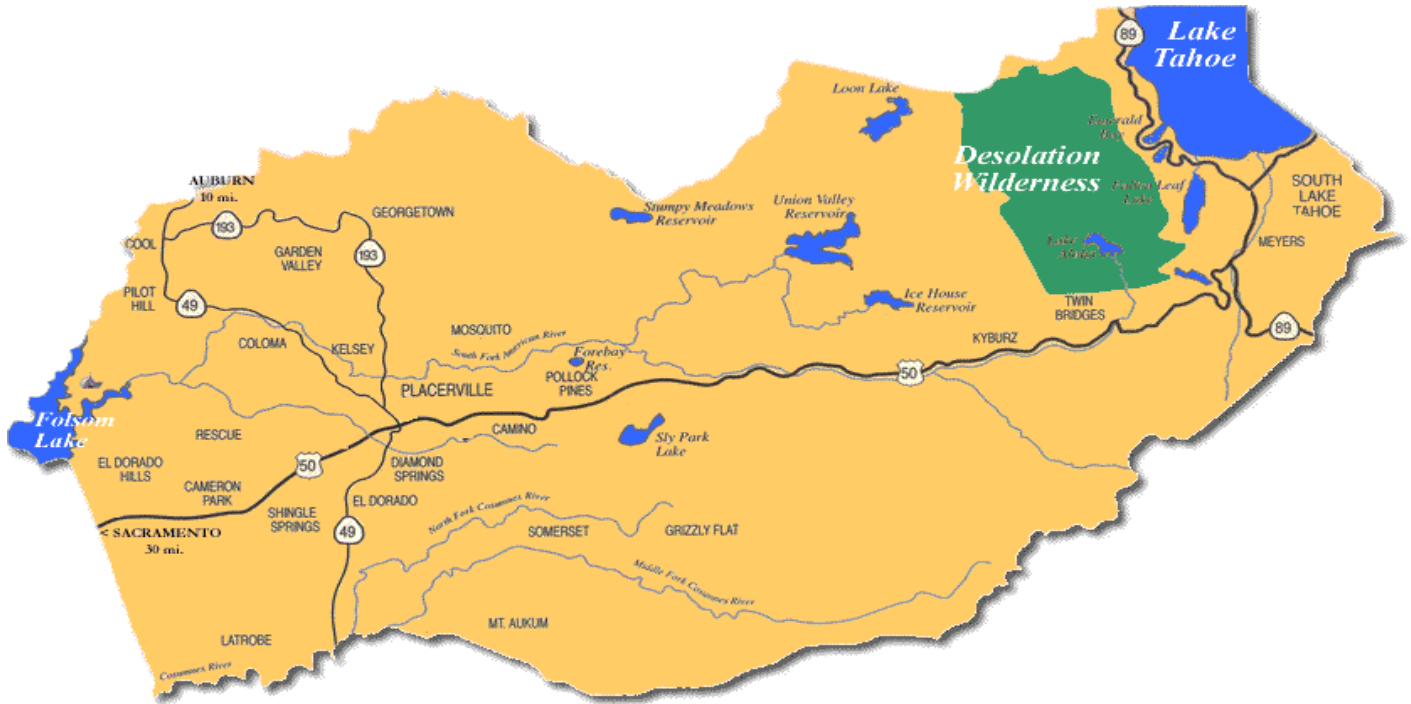 89
Lake
Tahoe
Loon Lake
Emerald
Bay
Desolation
Wilderness
AUBURN
10 mi.
Fallen Leaf
Lake
SOUTH
LAKE
TAHOE
193
GEORGETOWN
Stumpy Meadows
Reservoir
Union Valley
Reservoir
COOL
GARDEN
VALLEY
193
Lake
Aloha
MEYERS
PILOT
HILL
49
Ice House
Reservoir
TWIN
BRIDGES
89
MOSQUITO
South Fork American River
COLOMA
KELSEY
Forebay
Res.
KYBURZ
50
PLACERVILLE
POLLOCK
PINES
Folsom
Lake
RESCUE
CAMINO
Sly Park
Lake
EL DORADO
HILLS
50
DIAMOND
SPRINGS
CAMERON
PARK
EL DORADO
SHINGLE
SPRINGS
North Fork Cosumnes River
< SACRAMENTO
30 mi.
49
SOMERSET
GRIZZLY FLAT
Middle Fork Cosumnes River
MT. AUKUM
LATROBE
Cosumnes River